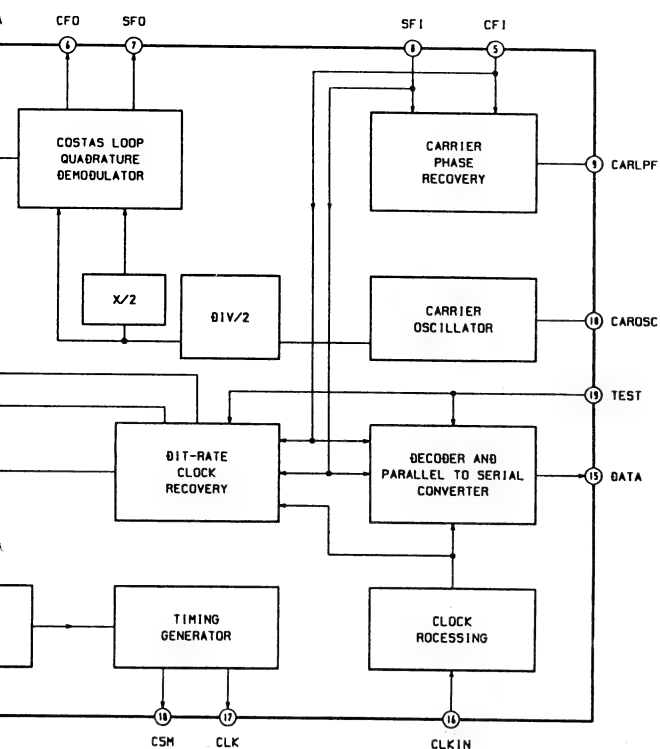 CFO SFO SFI CFI
6 7 8 5
COSTAS LOOP
QUADRATURE
DEMODULATOR
CARRIER
PHASE
RECOVERY
9 CARLPF
X/2
DIV/2
CARRIER
OSCILLATOR
10 CAROSC
19 TEST
BIT-RATE
CLOCK
RECOVERY
DECODER AND
PARALLEL TO SERIAL
CONVERTER
15 DATA
TIMING
GENERATOR
CLOCK
ROCESSING
18 17 16
CSM CLK CLKIN